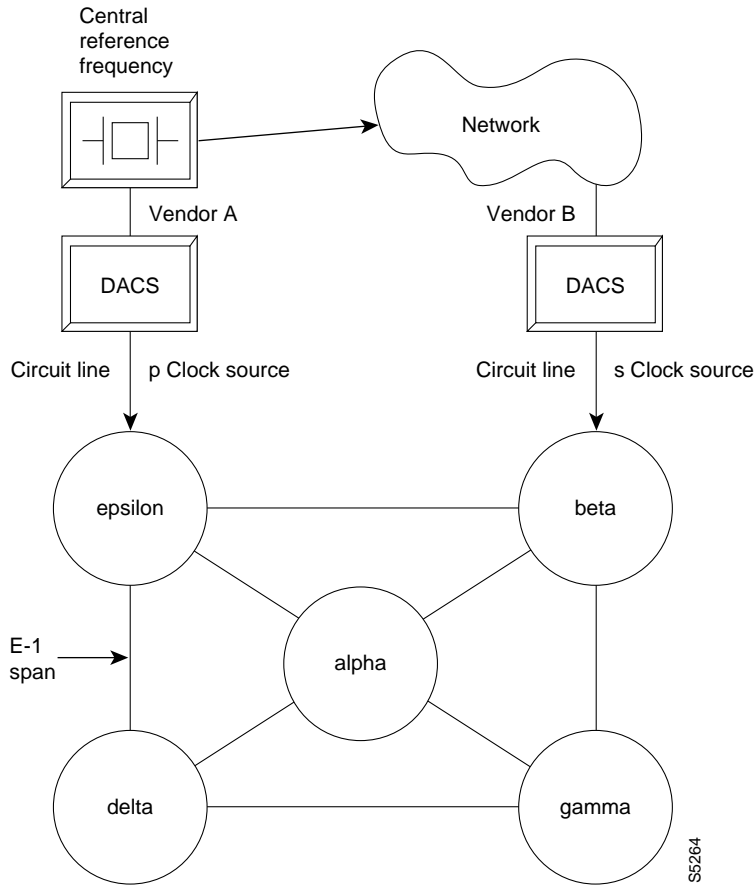 Central
reference
frequency
Network
Vendor A
Vendor B
DACS
DACS
Circuit line
p Clock source
Circuit line
s Clock source
epsilon
beta
E-1
span
alpha
delta
gamma
S5264